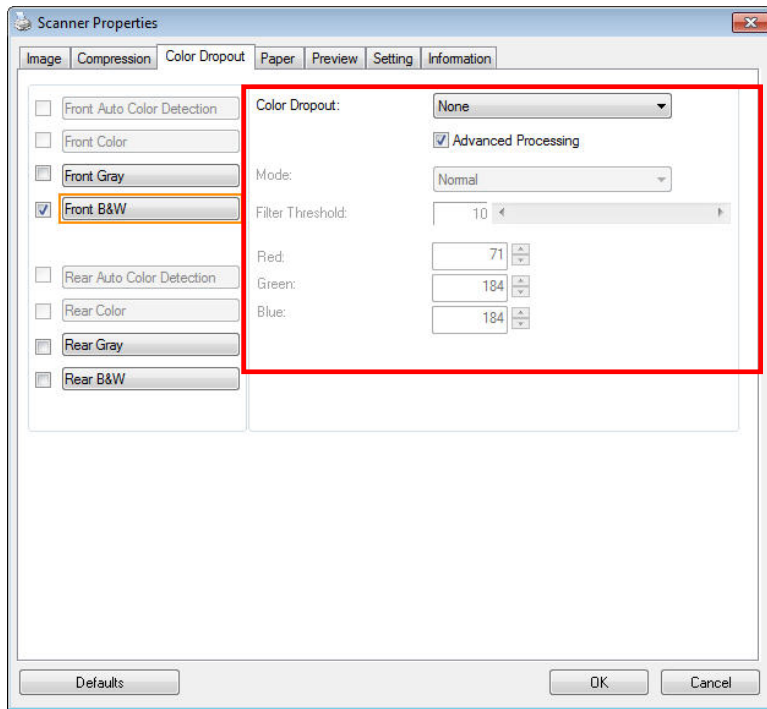 Scanner Properties
Image Compression Color Dropout Paper Preview Setting Information
Front Auto Color Detection
Front Color
Front Gray
Front B&W
Rear Auto Color Detection
Rear Color
Rear Gray
Rear B&W
Color Dropout: None
Advanced Processing
Mode: Normal
Filter Threshold: 10
Red: 71
Green: 184
Blue: 184
Defaults OK Cancel